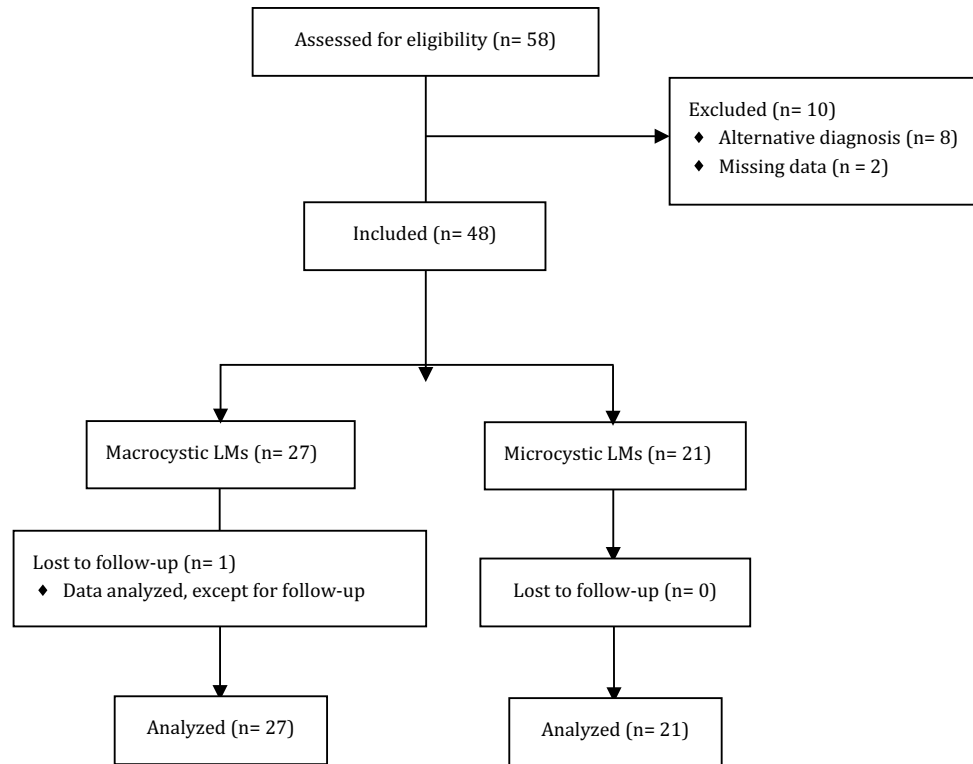 Assessed for eligibility (n= 58)
Excluded (n= 10)
♦ Alternative diagnosis (n= 8)
♦ Missing data (n = 2)
Included (n= 48)
Macrocystic LMs (n= 27)
Microcystic LMs (n= 21)
Lost to follow-up (n= 1)
♦ Data analyzed, except for follow-up
Lost to follow-up (n= 0)
Analyzed (n= 27)
Analyzed (n= 21)